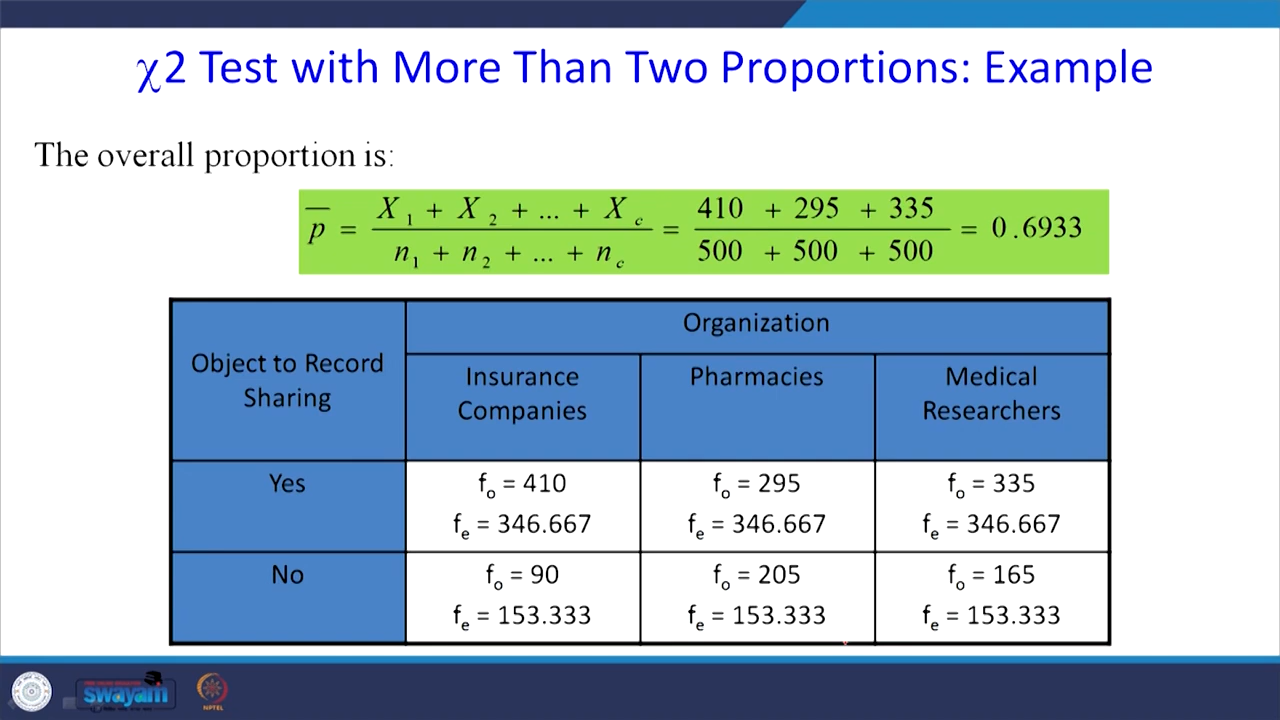 χ2 Test with More Than Two Proportions: Example
The overall proportion is:
p̅ = (X₁ + X₂ + ... + X_c) / (n₁ + n₂ + ... + n_c) = (410 + 295 + 335) / (500 + 500 + 500) = 0.6933
Object to Record
Sharing
Organization
Insurance
Companies
Pharmacies
Medical
Researchers
Yes
fₒ = 410
fₑ = 346.667
fₒ = 295
fₑ = 346.667
fₒ = 335
fₑ = 346.667
No
fₒ = 90
fₑ = 153.333
fₒ = 205
fₑ = 153.333
fₒ = 165
fₑ = 153.333
swayam
NPTEL